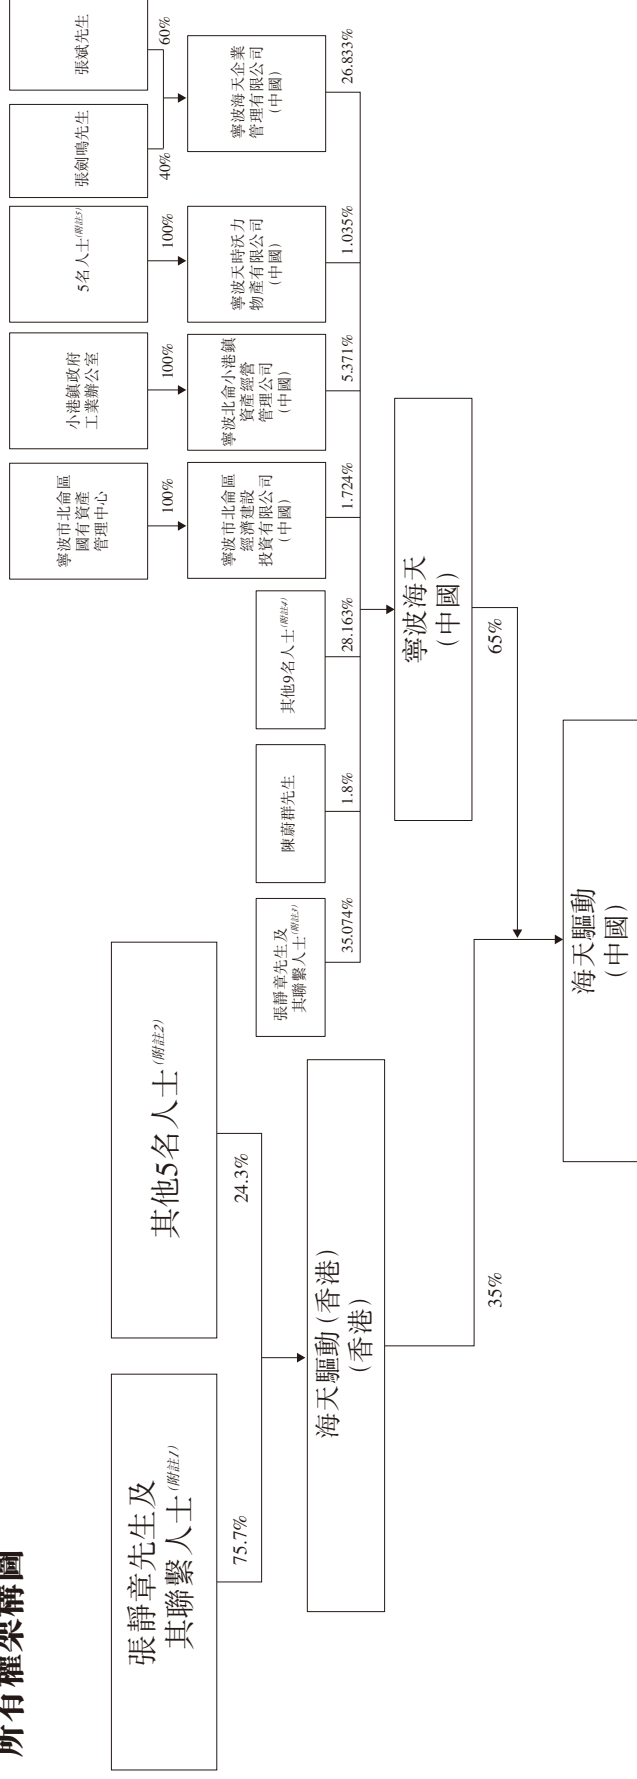 所有權架構圖
張靜章先生及
其聯繫人士(附註1)
75.7%
其他5名人士(附註2)
24.3%
海天驅動(香港)
(香港)
35%
張靜章先生及
其聯繫人士(附註3)
35.074%
陳蔚群先生
1.8%
其他9名人士(附註4)
28.163%
寧波市北侖區
國有資產
管理中心
100%
寧波市北侖區
經濟建設
投資有限公司
(中國)
1.724%
小港鎮政府
工業辦公室
100%
寧波北侖小港鎮
資產經營
管理公司
(中國)
5.371%
5名人士(附註5)
100%
寧波天時沃力
物產有限公司
(中國)
1.035%
張劍鳴先生
40%
張斌先生
60%
寧波海天企業
管理有限公司
(中國)
26.833%
寧波海天
(中國)
65%
海天驅動
(中國)